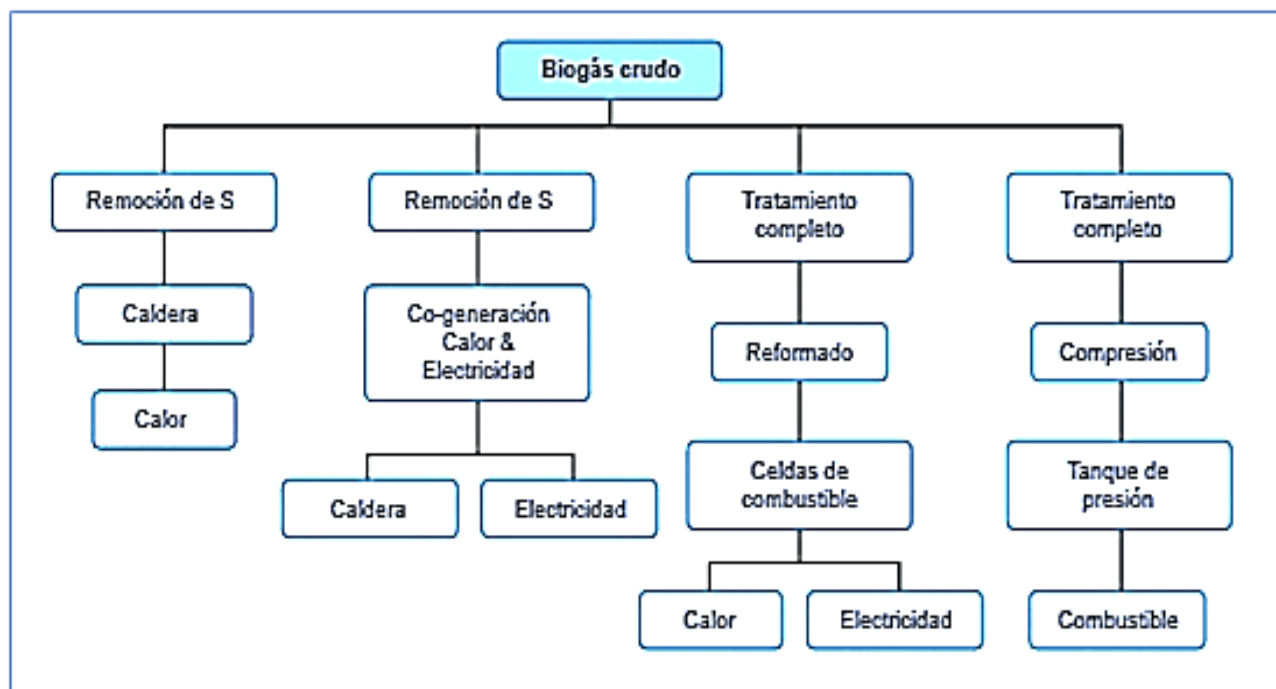 Biogás crudo
Remoción de S
Remoción de S
Tratamiento
completo
Tratamiento
completo
Caldera
Co-generación
Calor &
Electricidad
Reformado
Compresión
Calor
Celdas de
combustible
Tanque de
presión
Caldera
Electricidad
Calor
Electricidad
Combustible